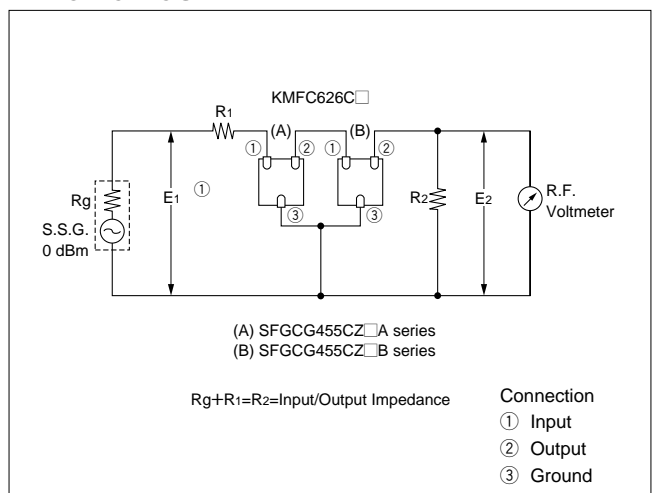 KMFC626C□
R1
(A)
(B)
①
②
①
②
Rg
E1
①
R2
E2
R.F.
Voltmeter
S.S.G.
0 dBm
③
③
(A) SFGCG455CZ□A series
(B) SFGCG455CZ□B series
Rg+R1=R2=Input/Output Impedance
Connection
① Input
② Output
③ Ground